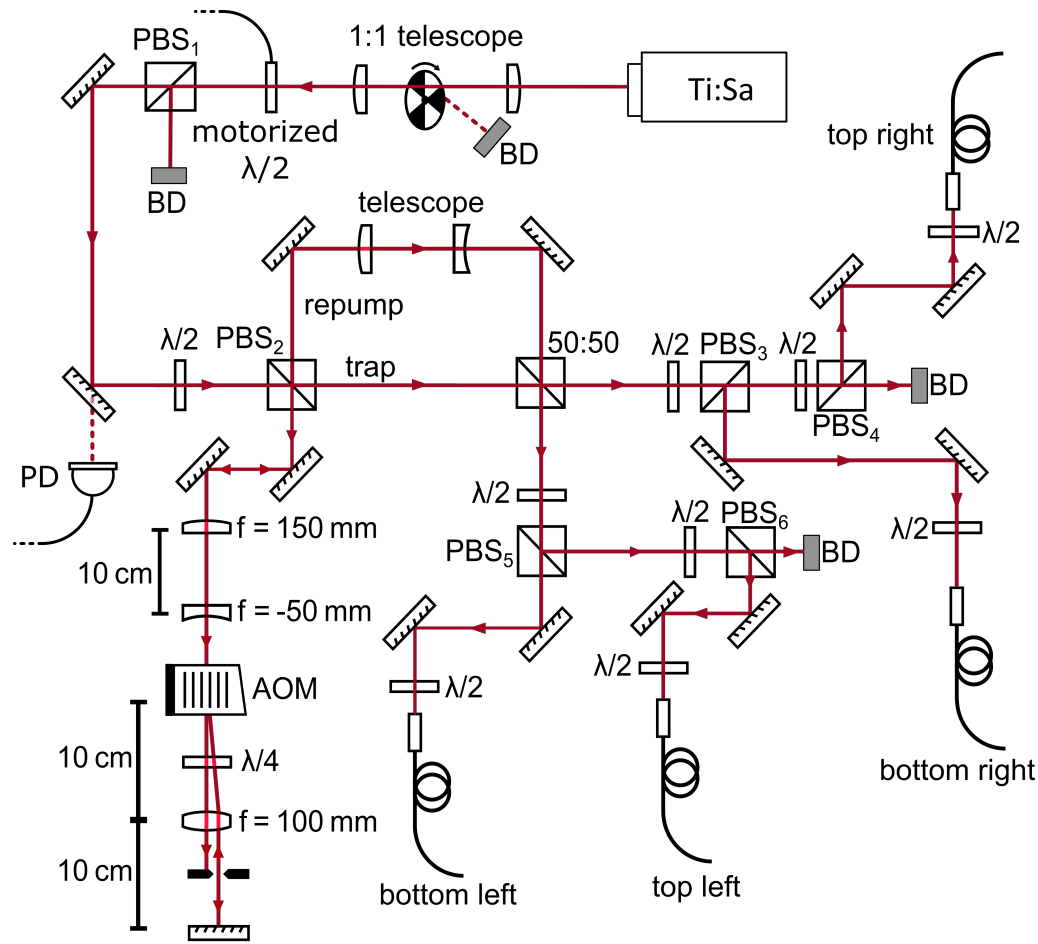 PBS₁
1:1 telescope
Ti:Sa
motorized
λ/2
BD
BD
top right
λ/2
telescope
repump
λ/2
PBS₂
trap
50:50
λ/2
PBS₃
λ/2
BD
PBS₄
PD
f = 150 mm
10 cm
f = -50 mm
λ/2
PBS₅
λ/2
PBS₆
BD
λ/2
AOM
λ/2
λ/2
10 cm
λ/4
bottom right
f = 100 mm
10 cm
bottom left
top left